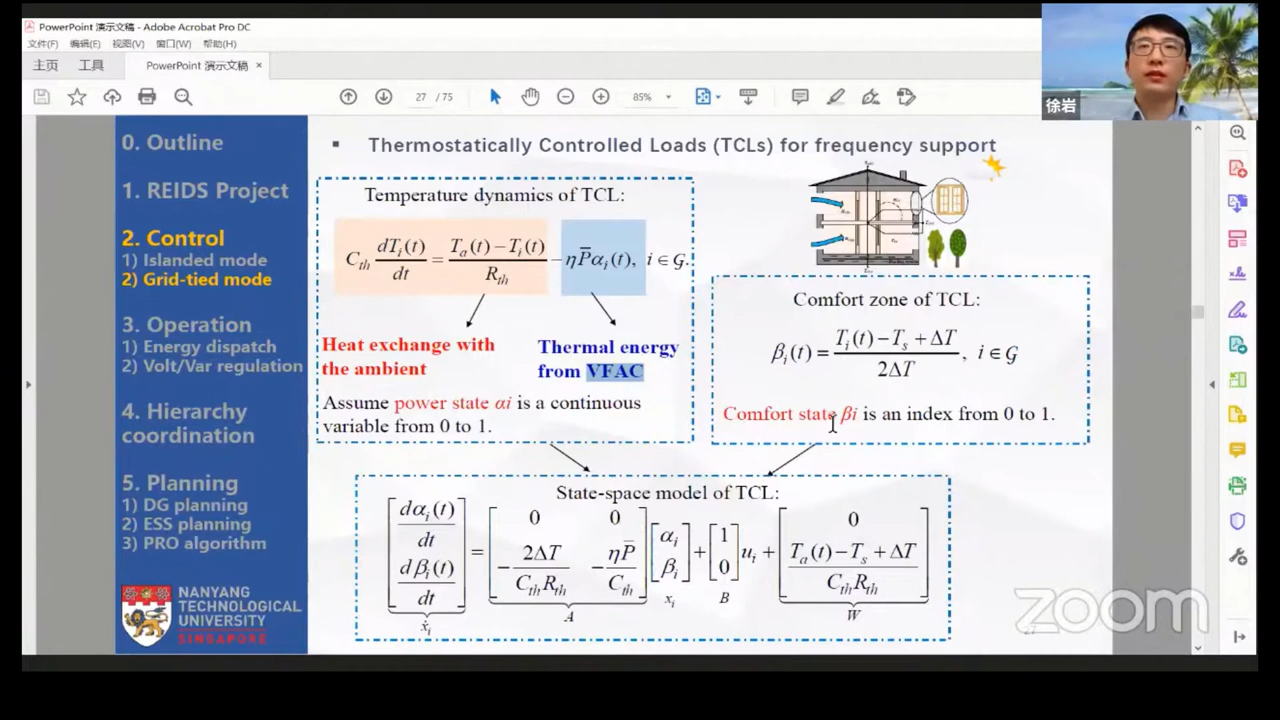 PowerPoint 演示文稿 - Adobe Acrobat Pro DC
文件(F) 编辑(E) 视图(V) 窗口(W) 帮助(H)
主页 工具 PowerPoint 演示文稿 ×
27 / 75 85%
徐岩
0. Outline
1. REIDS Project
2. Control
1) Islanded mode
2) Grid-tied mode
3. Operation
1) Energy dispatch
2) Volt/Var regulation
4. Hierarchy
coordination
5. Planning
1) DG planning
2) ESS planning
3) PRO algorithm
NANYANG
TECHNOLOGICAL
UNIVERSITY
SINGAPORE
▪ Thermostatically Controlled Loads (TCLs) for frequency support
Temperature dynamics of TCL:
C_th dT_i(t)/dt = (T_a(t) − T_i(t))/R_th − ηP̅α_i(t), i ∈ G.
Heat exchange with
the ambient
Thermal energy
from VFAC
Assume power state αi is a continuous
variable from 0 to 1.
Comfort zone of TCL:
β_i(t) = (T_i(t) − T_s + ΔT)/(2ΔT), i ∈ G
Comfort state βi is an index from 0 to 1.
State-space model of TCL:
[dα_i(t)/dt; dβ_i(t)/dt] = [0 0; −2ΔT/(C_th R_th) −ηP̅/C_th] [α_i; β_i] + [1; 0] u_i + [0; (T_a(t) − T_s + ΔT)/(C_th R_th)]
ẋ_i A x_i B W
zoom